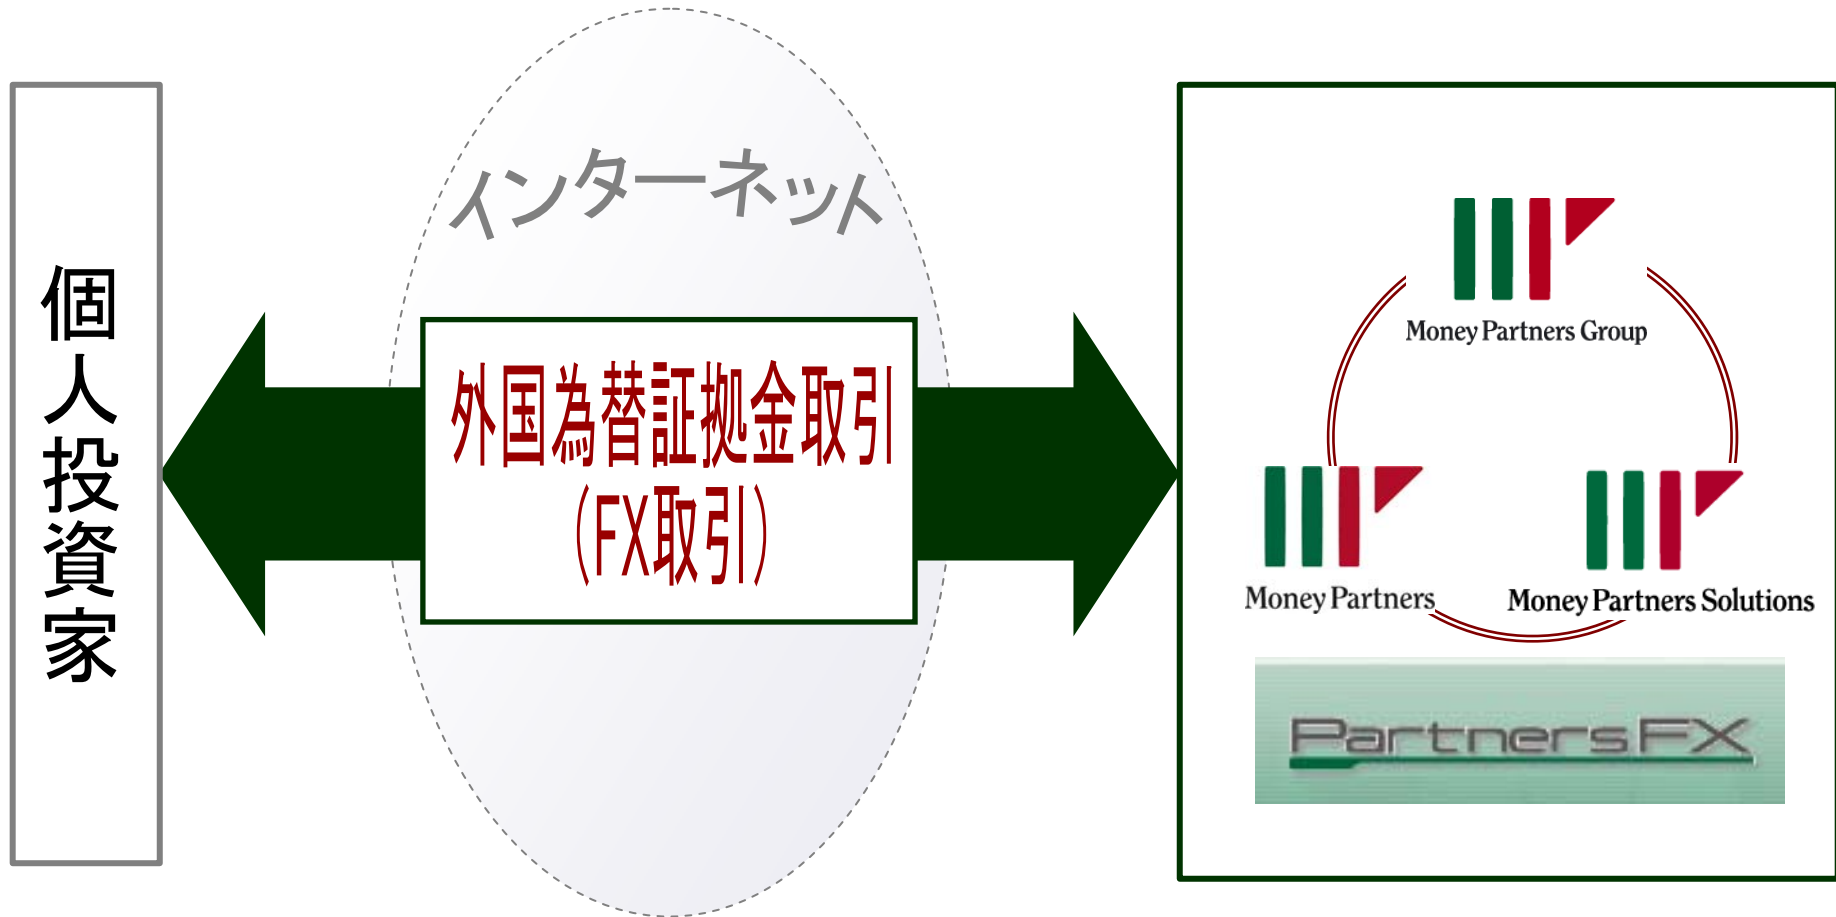 個人投資家
インターネット
外国為替証拠金取引
（FX取引）
Money Partners Group
Money Partners
Money Partners Solutions
PartnersFX